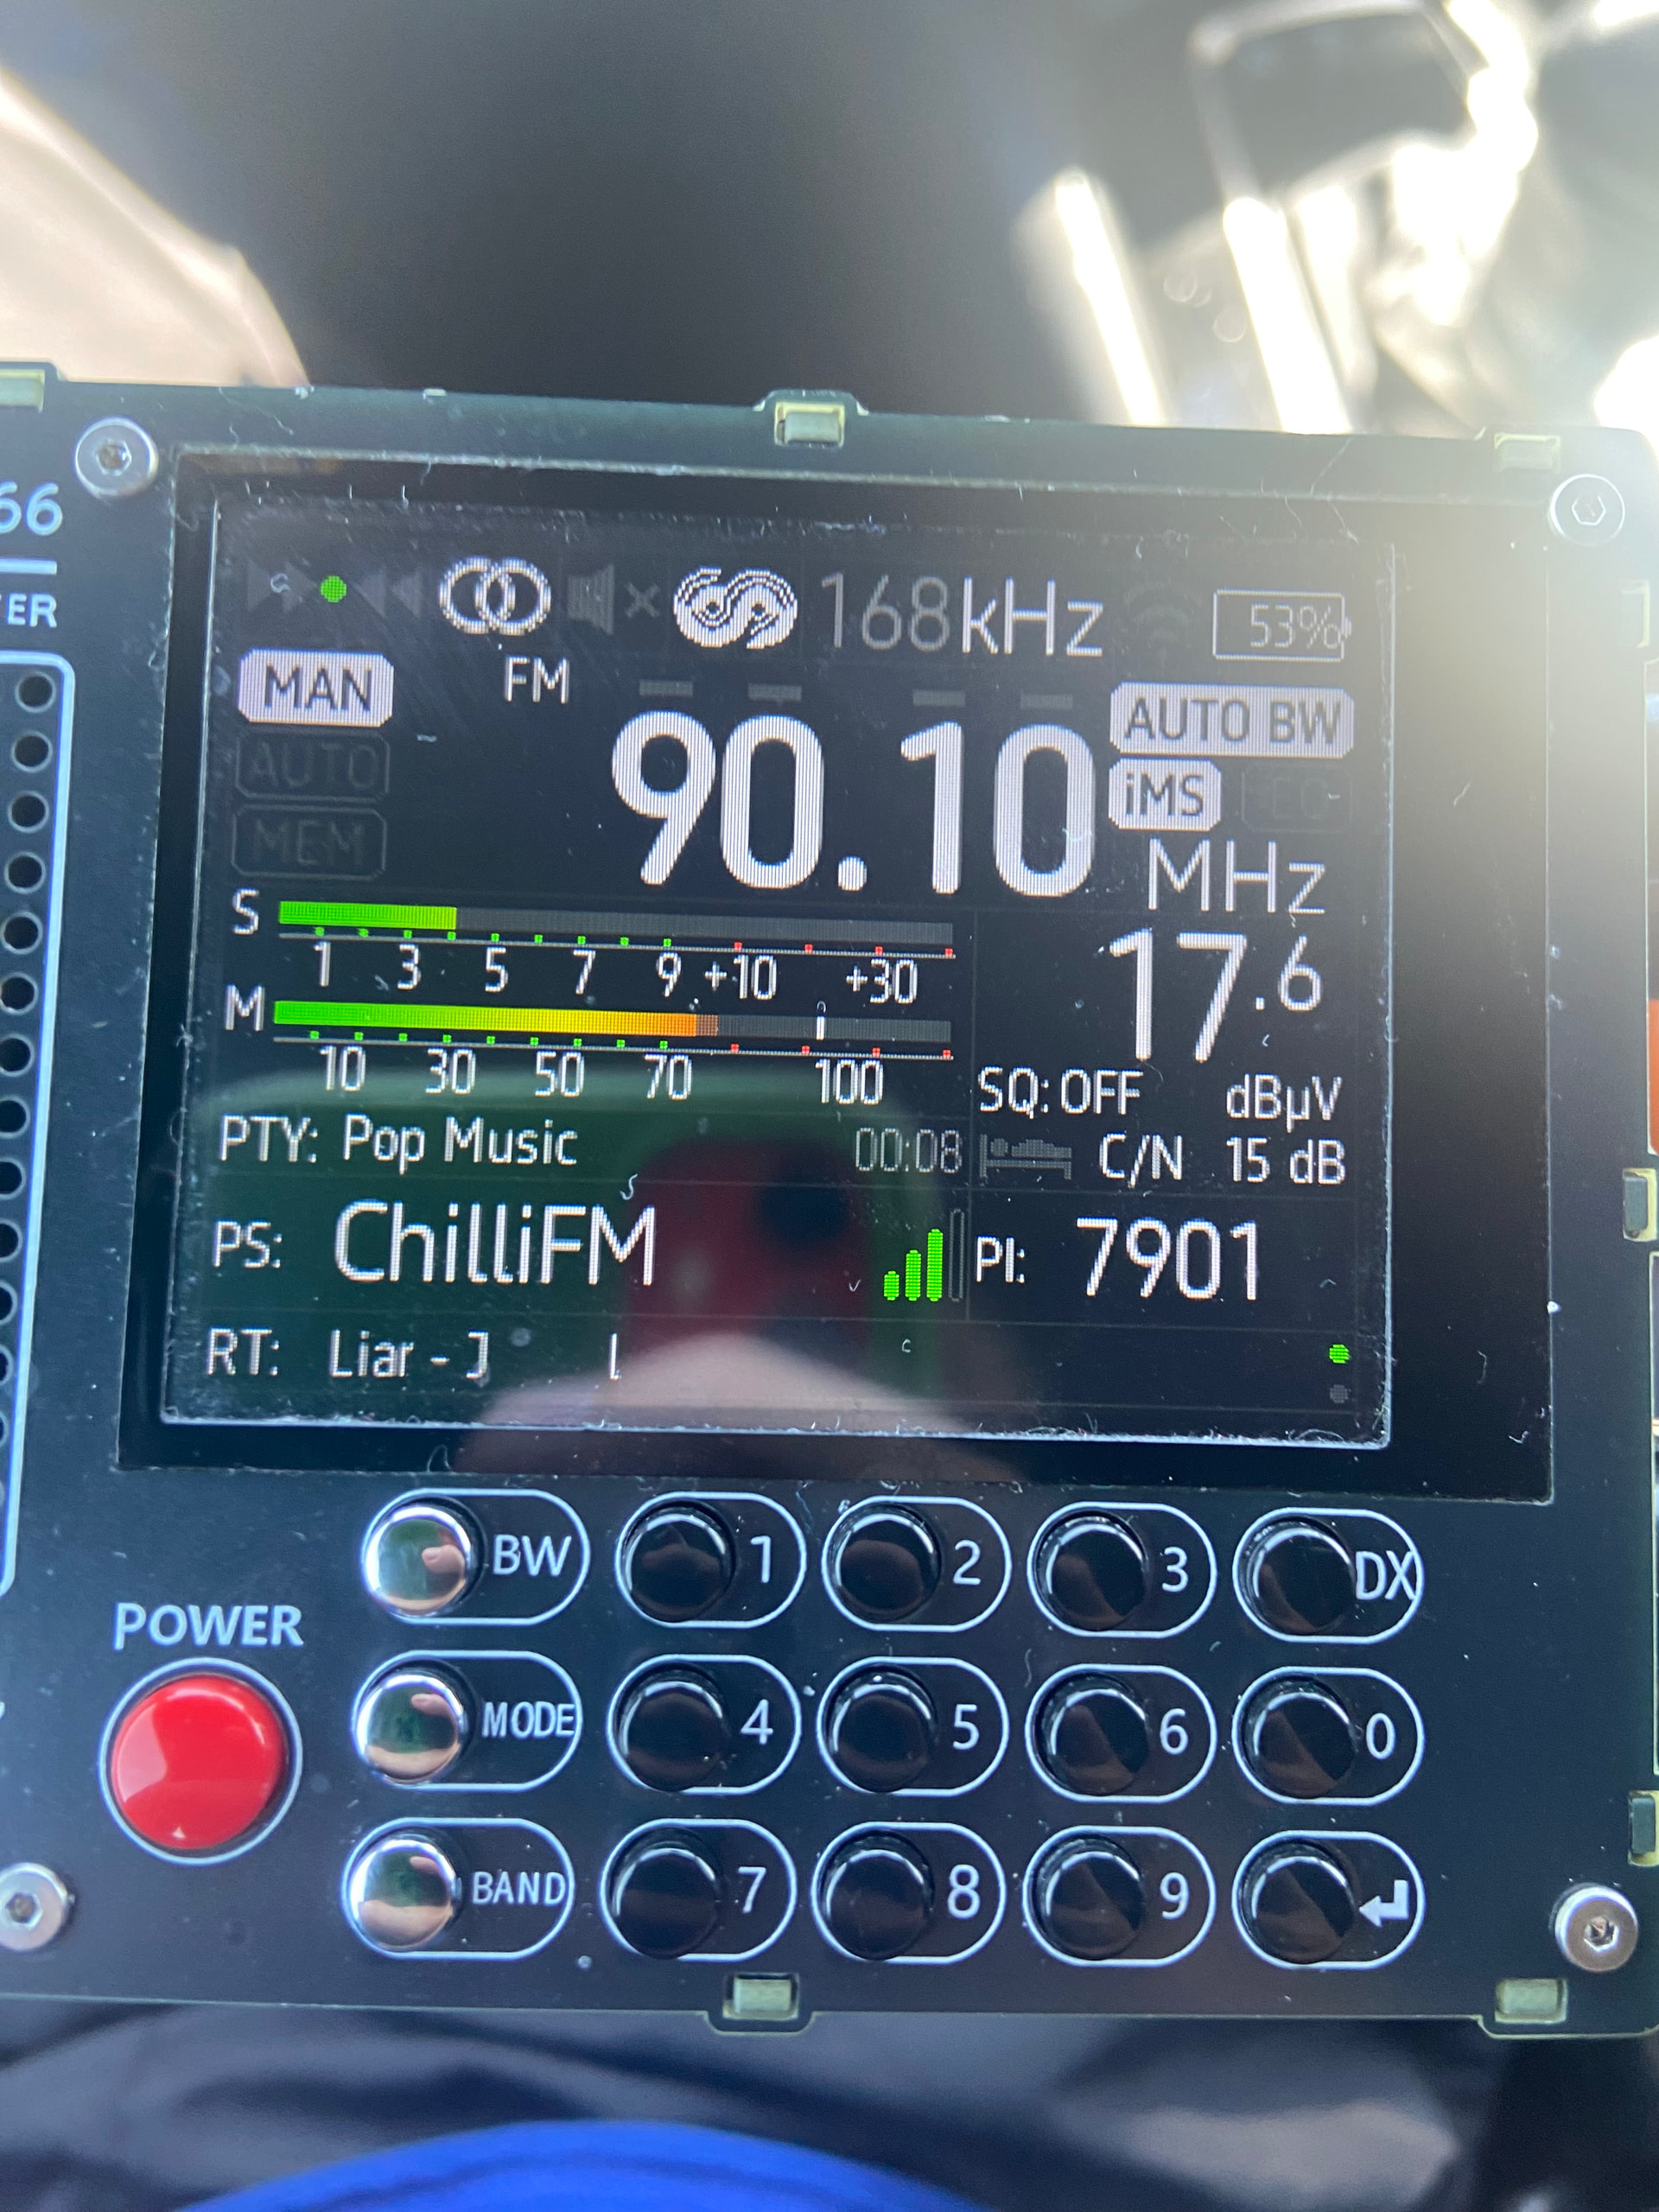 66
168kHz 53%
MAN FM AUTO BW
90.10 MHz
AUTO iMS
MEM
S
1 3 5 7 9 +10 +30
17.6
M
10 30 50 70 100
SQ: OFF dBµV
PTY: Pop Music 00:08 C/N 15 dB
PS: ChilliFM PI: 7901
RT: Liar - J l
BW 1 2 3 DX
POWER
MODE 4 5 6 0
BAND 7 8 9